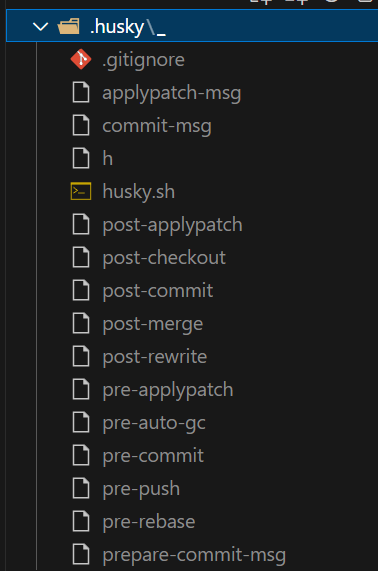 .husky\_
.gitignore
applypatch-msg
commit-msg
h
husky.sh
post-applypatch
post-checkout
post-commit
post-merge
post-rewrite
pre-applypatch
pre-auto-gc
pre-commit
pre-push
pre-rebase
prepare-commit-msg